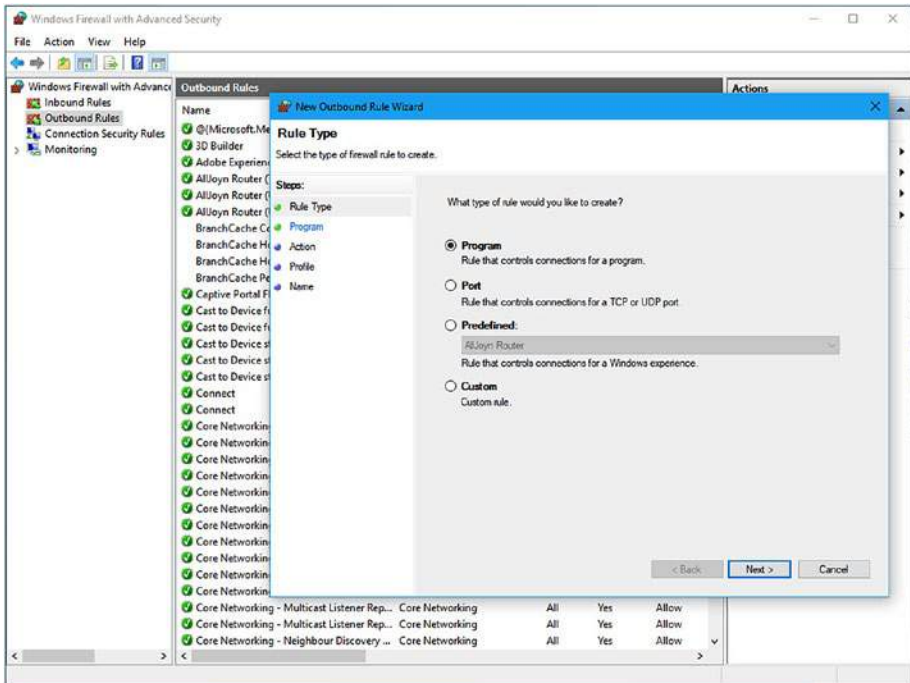 Windows Firewall with Advanced Security
File Action View Help
Windows Firewall with Advance
Inbound Rules
Outbound Rules
Connection Security Rules
Monitoring
Outbound Rules
Name
@{Microsoft.Me
3D Builder
Adobe Experien
AllJoyn Router (
AllJoyn Router (
AllJoyn Router (
BranchCache Co
BranchCache H
BranchCache H
BranchCache Pe
Captive Portal F
Cast to Device f
Cast to Device f
Cast to Device s
Cast to Device s
Cast to Device s
Connect
Connect
Core Networkin
Core Networkin
Core Networkin
Core Networkin
Core Networkin
Core Networkin
Core Networkin
Core Networkin
Core Networkin
Core Networkin
Core Networkin
Core Networking - Multicast Listener Rep... Core Networking All Yes Allow
Core Networking - Multicast Listener Rep... Core Networking All Yes Allow
Core Networking - Neighbour Discovery ... Core Networking All Yes Allow
New Outbound Rule Wizard
Rule Type
Select the type of firewall rule to create.
Steps:
Rule Type
Program
Action
Profile
Name
What type of rule would you like to create?
Program
Rule that controls connections for a program.
Port
Rule that controls connections for a TCP or UDP port.
Predefined:
AllJoyn Router
Rule that controls connections for a Windows experience.
Custom
Custom rule.
< Back Next > Cancel
Actions